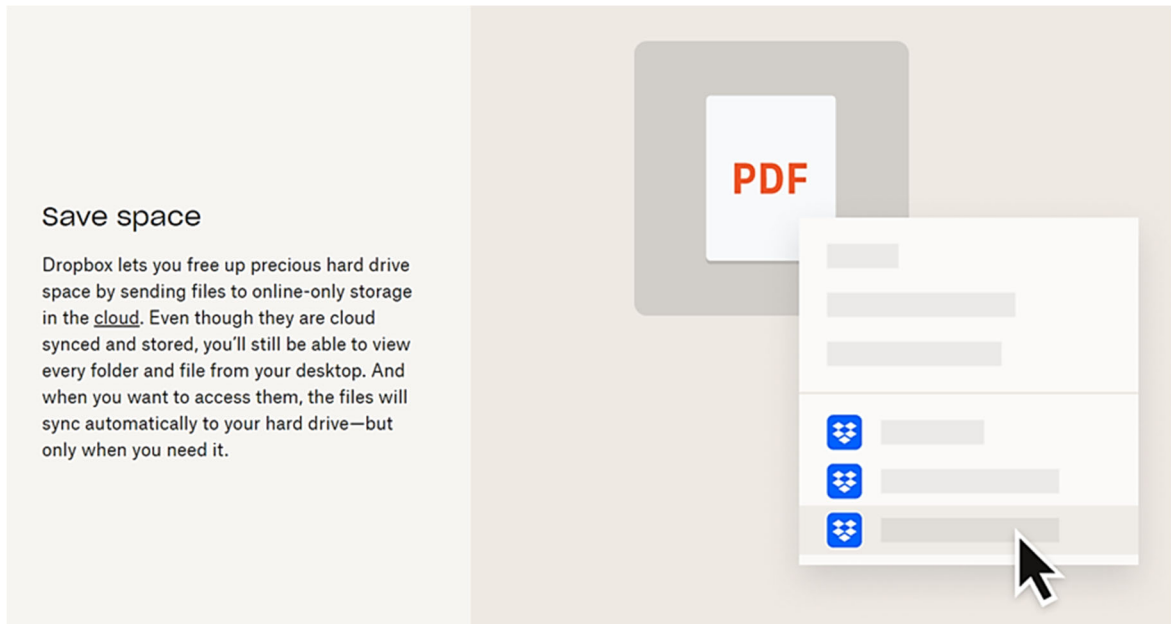 Save space
Dropbox lets you free up precious hard drive
space by sending files to online-only storage
in the cloud. Even though they are cloud
synced and stored, you’ll still be able to view
every folder and file from your desktop. And
when you want to access them, the files will
sync automatically to your hard drive—but
only when you need it.
PDF